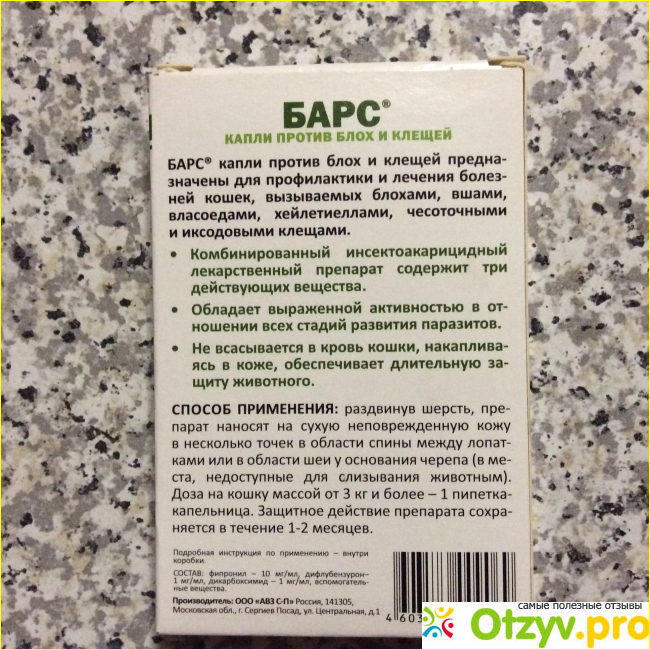 БАРС®
КАПЛИ ПРОТИВ БЛОХ И КЛЕЩЕЙ
БАРС® капли против блох и клещей предна-
значены для профилактики и лечения болез-
ней кошек, вызываемых блохами, вшами,
власоедами, хейлетиеллами, чесоточными
и иксодовыми клещами.
• Комбинированный инсектоакарицидный
лекарственный препарат содержит три
действующих вещества.
• Обладает выраженной активностью в от-
ношении всех стадий развития паразитов.
• Не всасывается в кровь кошки, накаплива-
ясь в коже, обеспечивает длительную за-
щиту животного.
СПОСОБ ПРИМЕНЕНИЯ: раздвинув шерсть, пре-
парат наносят на сухую неповрежденную кожу
в несколько точек в области спины между лопат-
ками или в области шеи у основания черепа (в ме-
ста, недоступные для слизывания животным).
Доза на кошку массой от 3 кг и более – 1 пипетка-
капельница. Защитное действие препарата сохра-
няется в течение 1-2 месяцев.
Подробная инструкция по применению – внутри
коробки.
СОСТАВ: фипронил – 10 мг/мл, дифлубензурон–
1 мг/мл, дикарбоксимид – 1 мг/мл, вспомогатель-
ные вещества.
Производитель: ООО «АВЗ С-П» Россия, 141305,
Московская обл., г. Сергиев Посад, ул. Центральная, д.1
4 603
самые полезные отзывы
Otzyv.pro